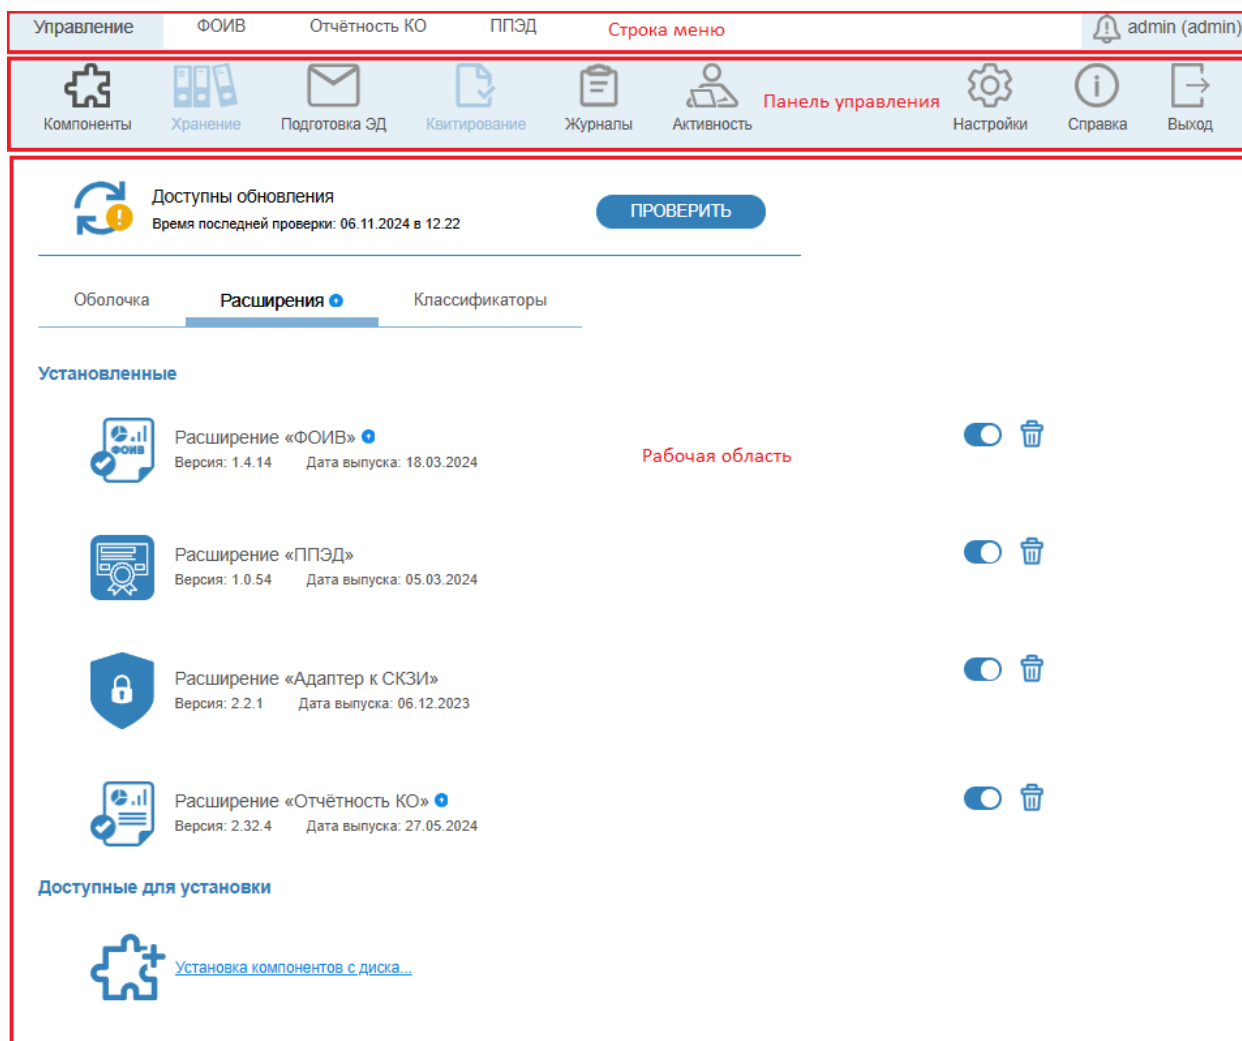 Управление ФОИВ Отчётность КО ППЭД Строка меню admin (admin)
Компоненты Хранение Подготовка ЭД Квитирование Журналы Активность Панель управления Настройки Справка Выход
Доступны обновления
Время последней проверки: 06.11.2024 в 12.22
ПРОВЕРИТЬ
Оболочка Расширения Классификаторы
Установленные
ФОИВ
Расширение «ФОИВ»
Версия: 1.4.14 Дата выпуска: 18.03.2024
Рабочая область
Расширение «ППЭД»
Версия: 1.0.54 Дата выпуска: 05.03.2024
Расширение «Адаптер к СКЗИ»
Версия: 2.2.1 Дата выпуска: 06.12.2023
Расширение «Отчётность КО»
Версия: 2.32.4 Дата выпуска: 27.05.2024
Доступные для установки
Установка компонентов с диска...